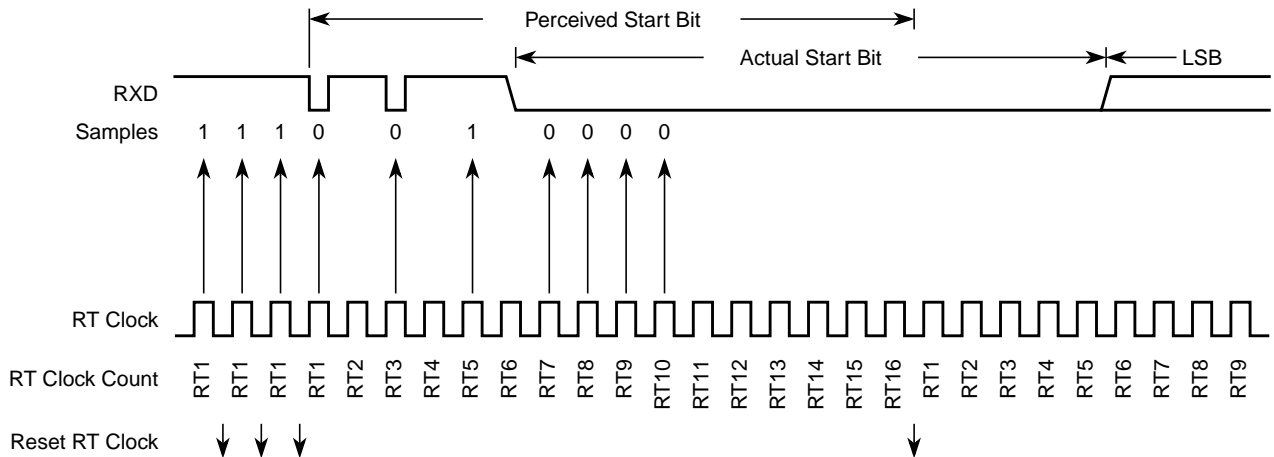 Perceived Start Bit
Actual Start Bit LSB
RXD
Samples 1 1 1 0 0 1 0 0 0 0
RT Clock
RT Clock Count RT1 RT1 RT1 RT1 RT2 RT3 RT4 RT5 RT6 RT7 RT8 RT9 RT10 RT11 RT12 RT13 RT14 RT15 RT16 RT1 RT2 RT3 RT4 RT5 RT6 RT7 RT8 RT9
Reset RT Clock